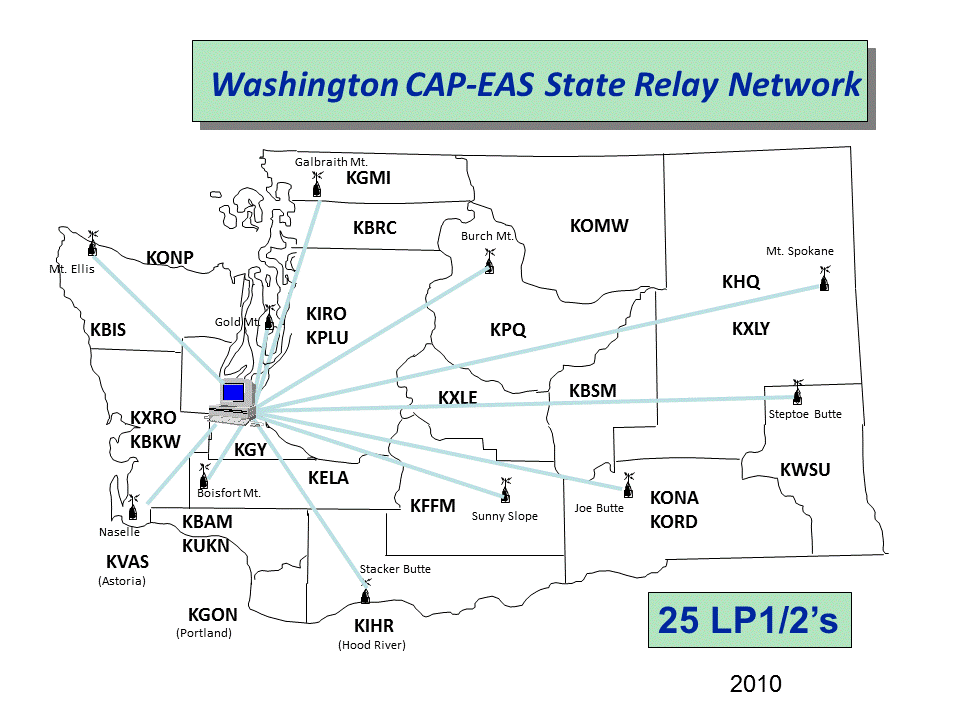 Washington CAP-EAS State Relay Network
Galbraith Mt.
KGMI
KBRC
KOMW
Burch Mt.
Mt. Spokane
KONP
Mt. Ellis
KHQ
KIRO
KPLU
Gold Mt.
KBIS
KPQ
KXLY
KXLE
KBSM
Steptoe Butte
KXRO
KBKW
KGY
KELA
KWSU
Boisfort Mt.
KFFM
Sunny Slope
Joe Butte
KONA
KORD
Naselle
KBAM
KUKN
KVAS
(Astoria)
Stacker Butte
KGON
(Portland)
KIHR
(Hood River)
25 LP1/2’s
2010